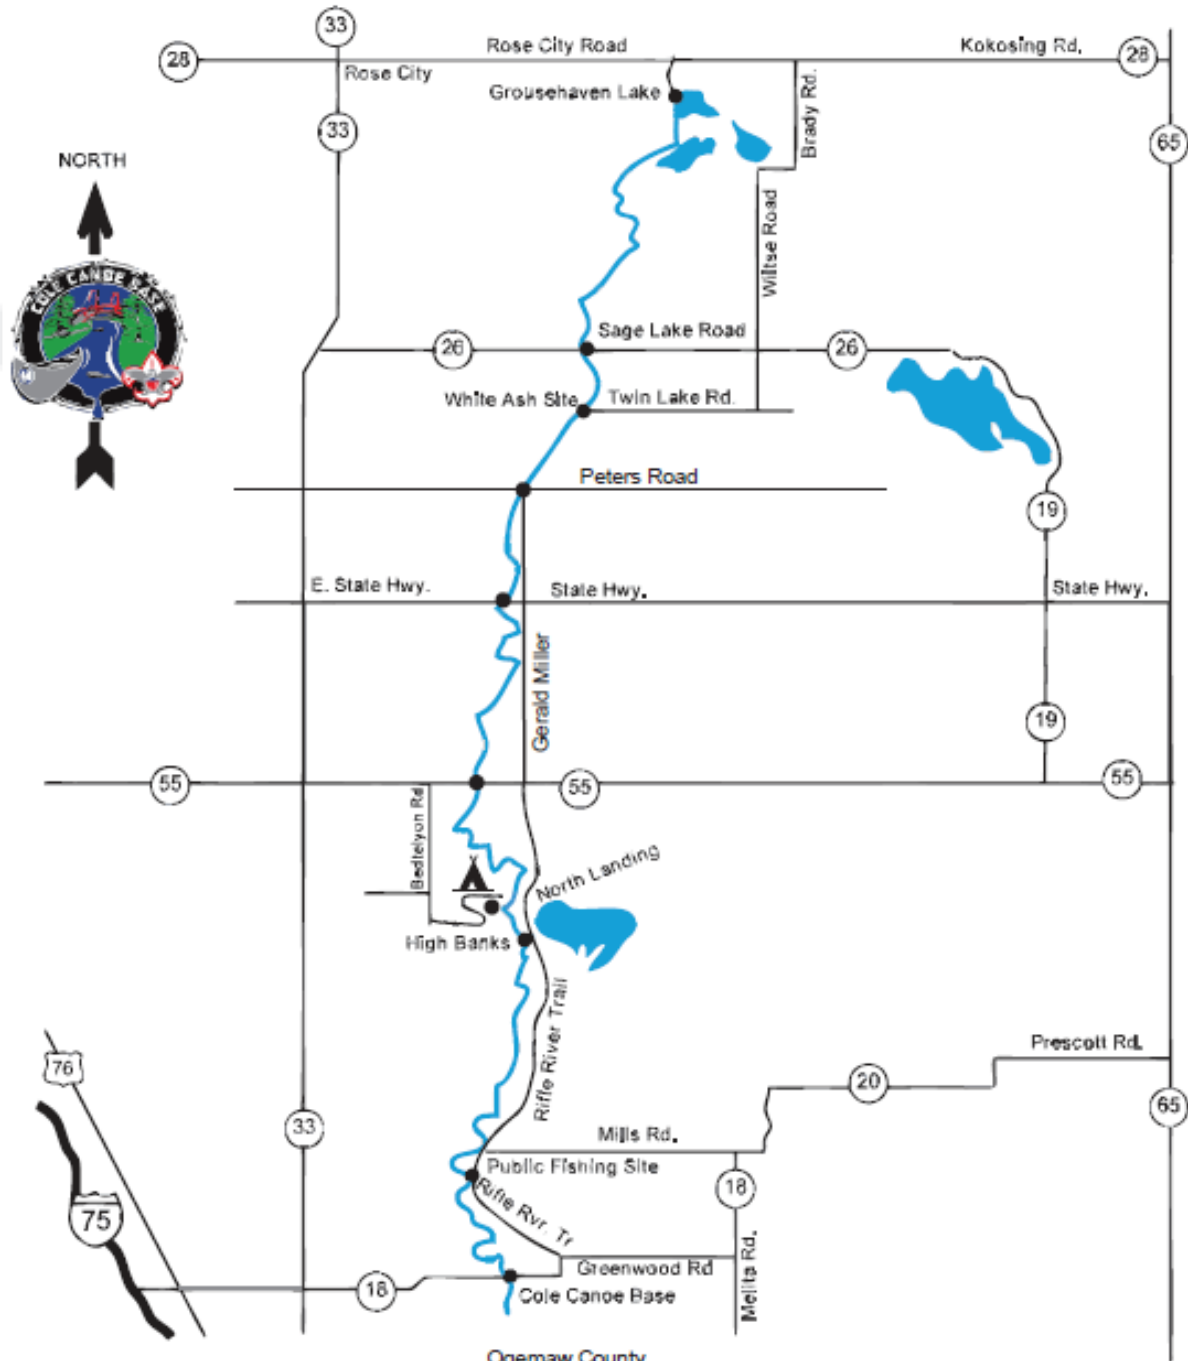 33
Rose City Road
Kokosing Rd.
28
28
Rose City
Grousehaven Lake
Brady Rd.
33
65
NORTH
Wiltse Road
COLE CANOE BASE
Sage Lake Road
26
26
White Ash Site
Twin Lake Rd.
Peters Road
19
E. State Hwy.
State Hwy.
State Hwy.
Gerald Miller
19
55
55
55
Bedtelyon Rd
North Landing
High Banks
Rifle River Trail
Prescott Rd.
76
20
65
33
Mills Rd.
Public Fishing Site
18
75
Rifle Rvr. Tr
Greenwood Rd
Melita Rd.
18
Cole Canoe Base
Ogemaw County